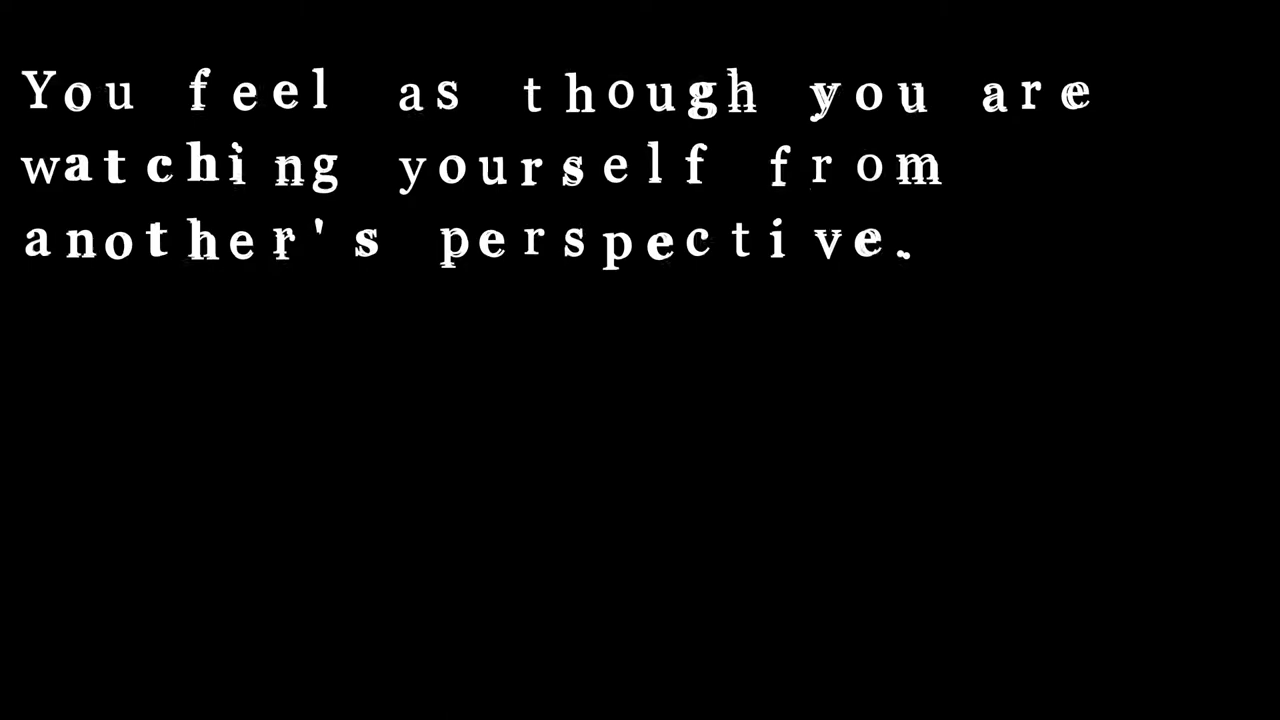 You feel as though you are
watching yourself from
another's perspective.